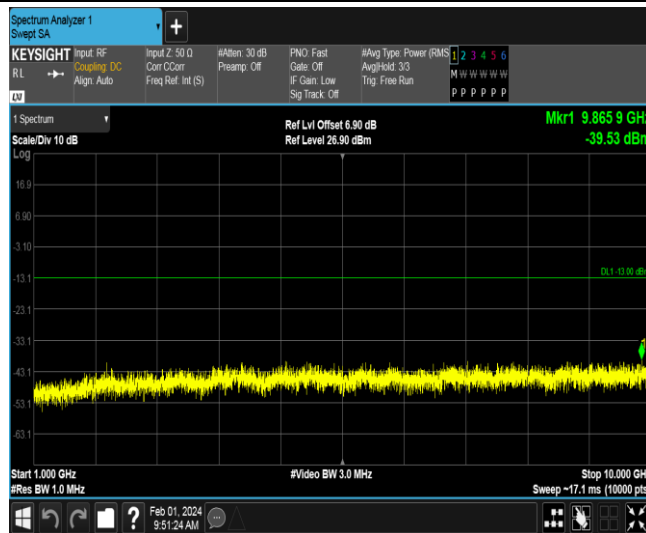 Spectrum Analyzer 1
Swept SA
+
KEYSIGHT
RL
LXI
Input: RF
Coupling: DC
Align: Auto
Input Z: 50 Ω
Corr CCorr
Freq Ref: Int (S)
#Atten: 30 dB
Preamp: Off
PNO: Fast
Gate: Off
IF Gain: Low
Sig Track: Off
#Avg Type: Power (RMS
Avg|Hold: 3/3
Trig: Free Run
1 2 3 4 5 6
M W W W W W
P P P P P P
1 Spectrum
Scale/Div 10 dB
Log
Ref Lvl Offset 6.90 dB
Ref Level 26.90 dBm
Mkr1 9.865 9 GHz
-39.53 dBm
16.9
6.90
-3.10
-13.1
DL1 -13.00 dBm
-23.1
-33.1
1
-43.1
-53.1
-63.1
Start 1.000 GHz
#Video BW 3.0 MHz
Stop 10.000 GH
#Res BW 1.0 MHz
Sweep ~17.1 ms (10000 pts
?
Feb 01, 2024
9:51:24 AM